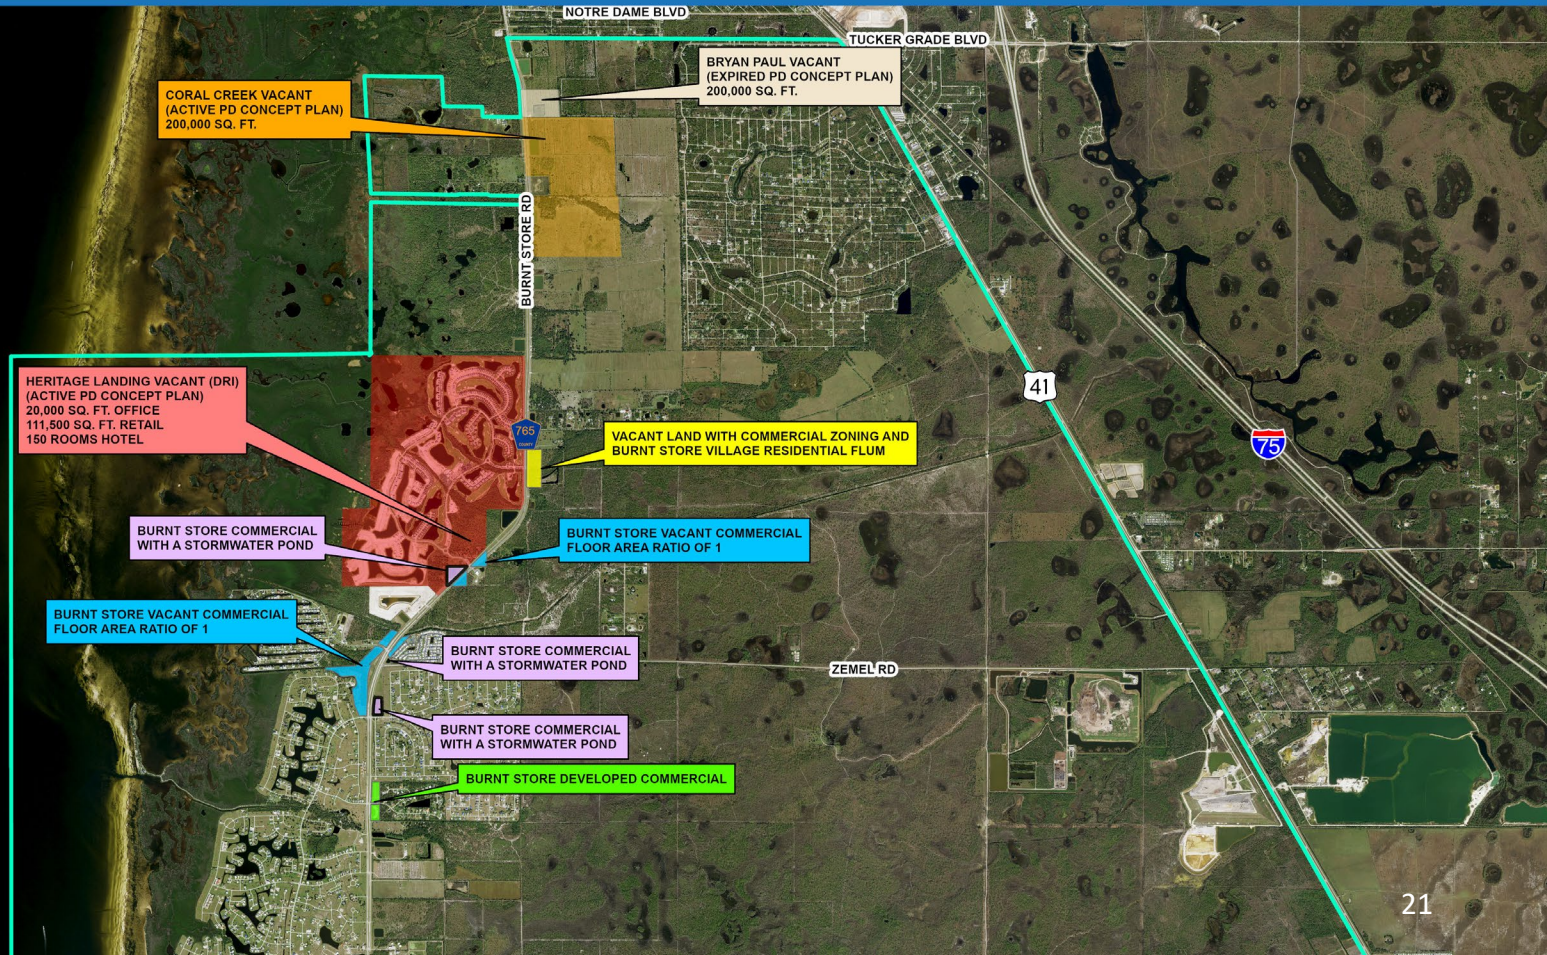 NOTRE DAME BLVD
TUCKER GRADE BLVD
BRYAN PAUL VACANT
(EXPIRED PD CONCEPT PLAN)
200,000 SQ. FT.
CORAL CREEK VACANT
(ACTIVE PD CONCEPT PLAN)
200,000 SQ. FT.
BURNT STORE RD
HERITAGE LANDING VACANT (DRI)
(ACTIVE PD CONCEPT PLAN)
20,000 SQ. FT. OFFICE
111,500 SQ. FT. RETAIL
150 ROOMS HOTEL
41
765
COUNTY
75
VACANT LAND WITH COMMERCIAL ZONING AND
BURNT STORE VILLAGE RESIDENTIAL FLUM
BURNT STORE COMMERCIAL
WITH A STORMWATER POND
BURNT STORE VACANT COMMERCIAL
FLOOR AREA RATIO OF 1
BURNT STORE VACANT COMMERCIAL
FLOOR AREA RATIO OF 1
BURNT STORE COMMERCIAL
WITH A STORMWATER POND
ZEMEL RD
BURNT STORE COMMERCIAL
WITH A STORMWATER POND
BURNT STORE DEVELOPED COMMERCIAL
21